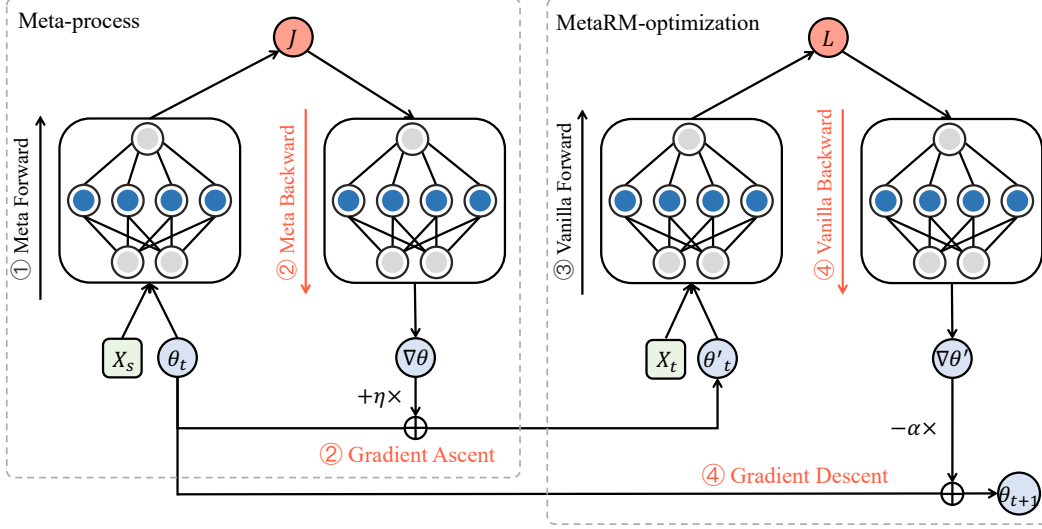 Meta-process
J
① Meta Forward
② Meta Backward
X_s
θ_t
∇θ
+η×
② Gradient Ascent
MetaRM-optimization
L
③ Vanilla Forward
④ Vanilla Backward
X_t
θ'_t
∇θ'
−α×
④ Gradient Descent
θ_{t+1}